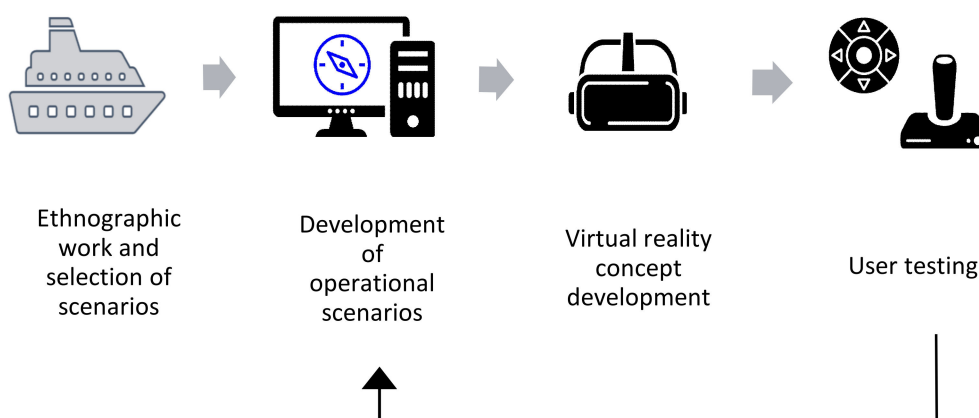 Ethnographic
work and
selection of
scenarios
Development
of
operational
scenarios
Virtual reality
concept
development
User testing